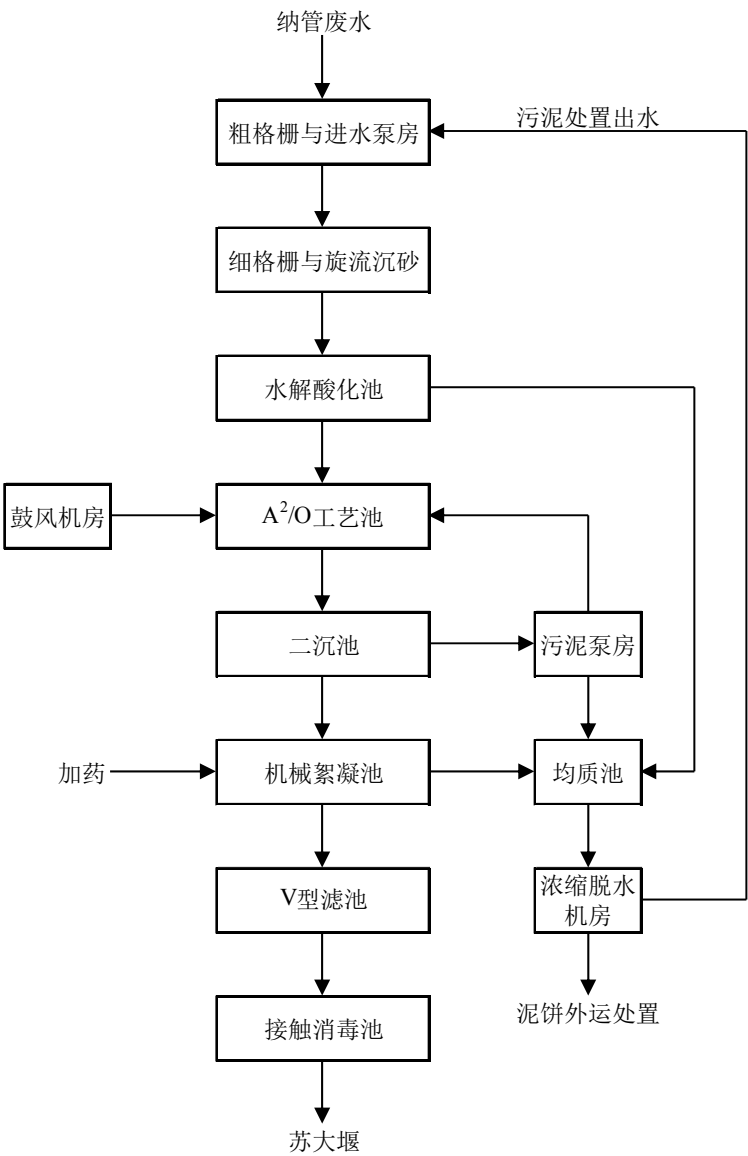 纳管废水
污泥处置出水
粗格栅与进水泵房
细格栅与旋流沉砂
水解酸化池
鼓风机房
A²/O工艺池
二沉池
污泥泵房
加药
机械絮凝池
均质池
V型滤池
浓缩脱水
机房
泥饼外运处置
接触消毒池
苏大堰